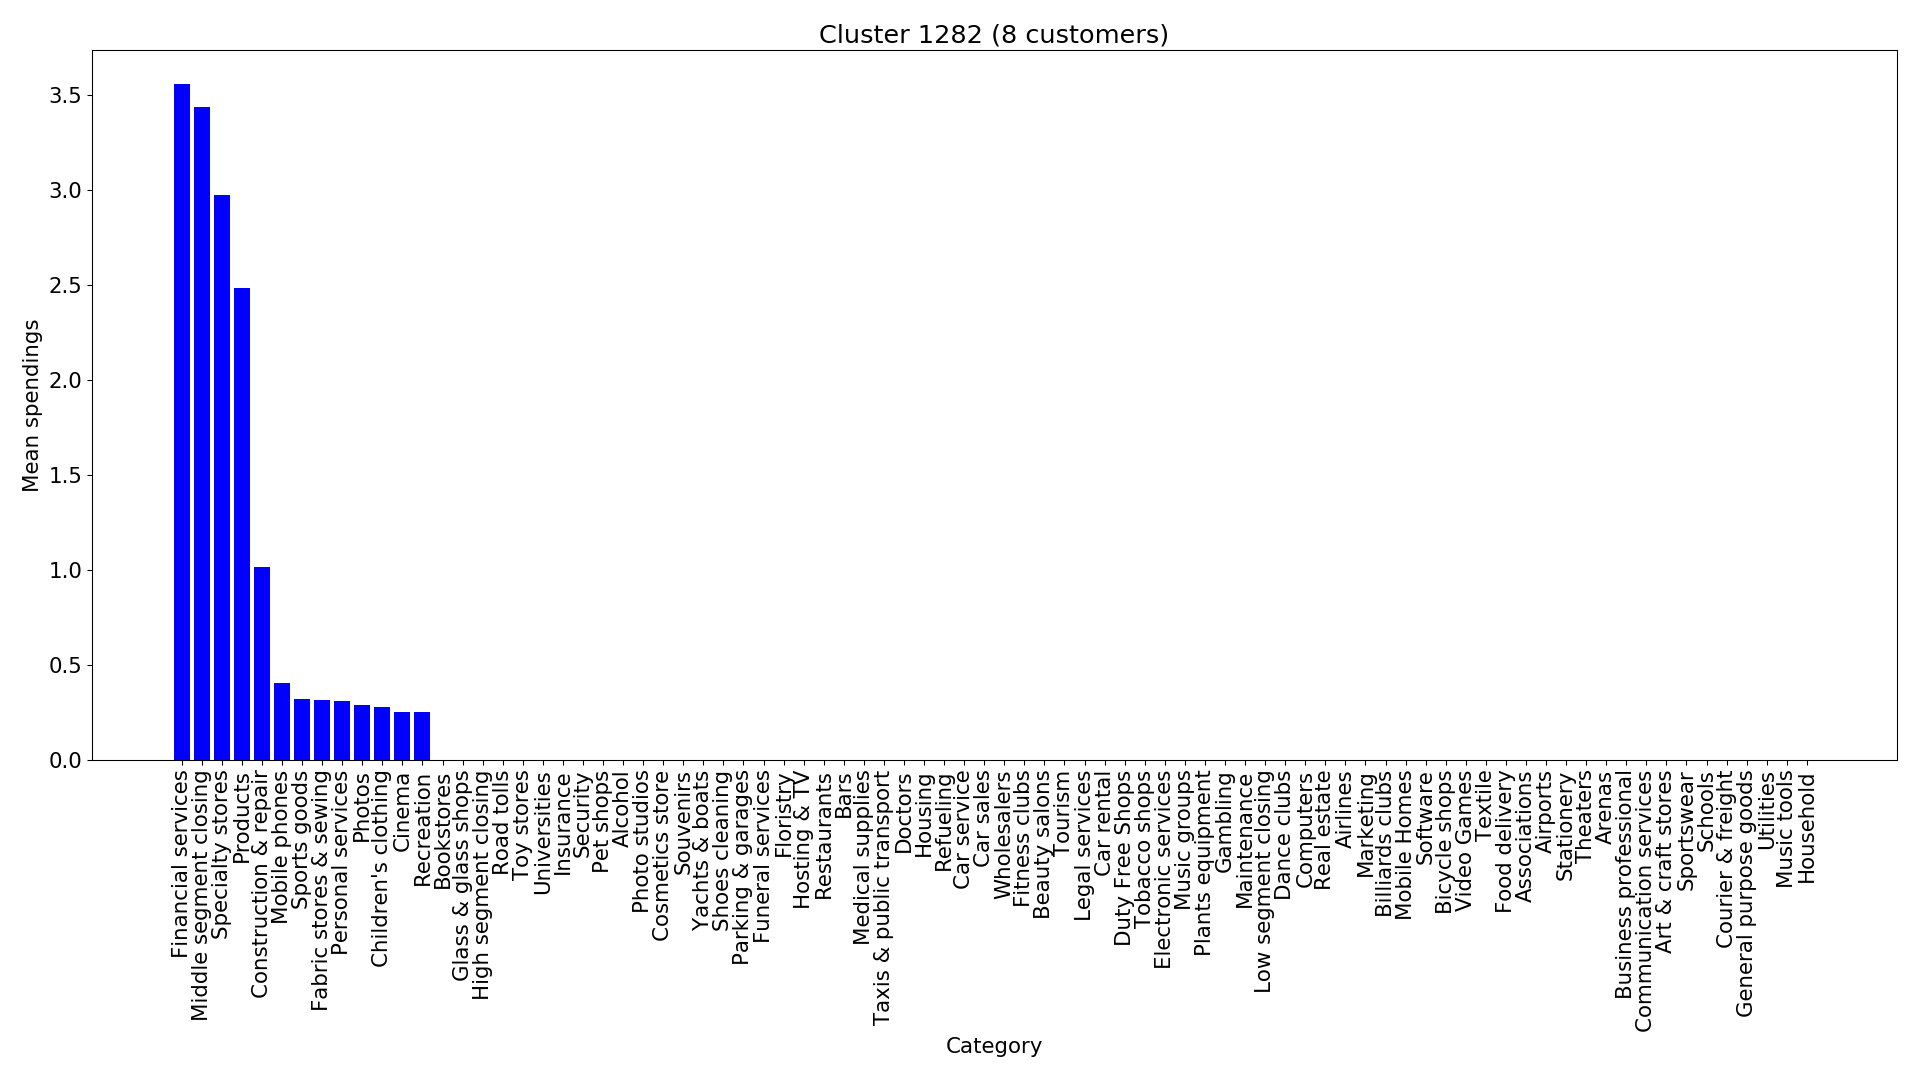 Cluster 1282 (8 customers)
Mean spendings
3.5
3.0
2.5
2.0
1.5
1.0
0.5
0.0
Financial services
Middle segment closing
Specialty stores
Products
Construction & repair
Mobile phones
Sports goods
Fabric stores & sewing
Personal services
Photos
Children's clothing
Cinema
Recreation
Bookstores
Glass & glass shops
High segment closing
Road tolls
Toy stores
Universities
Insurance
Security
Pet shops
Alcohol
Photo studios
Cosmetics store
Souvenirs
Yachts & boats
Shoes cleaning
Parking & garages
Funeral services
Floristry
Hosting & TV
Restaurants
Bars
Medical supplies
Taxis & public transport
Doctors
Housing
Refueling
Car service
Car sales
Wholesalers
Fitness clubs
Beauty salons
Tourism
Legal services
Car rental
Duty Free Shops
Tobacco shops
Electronic services
Music groups
Plants equipment
Gambling
Maintenance
Low segment closing
Dance clubs
Computers
Real estate
Airlines
Marketing
Billiards clubs
Mobile Homes
Software
Bicycle shops
Video Games
Textile
Food delivery
Associations
Airports
Stationery
Theaters
Arenas
Business professional
Communication services
Art & craft stores
Sportswear
Schools
Courier & freight
General purpose goods
Utilities
Music tools
Household
Category